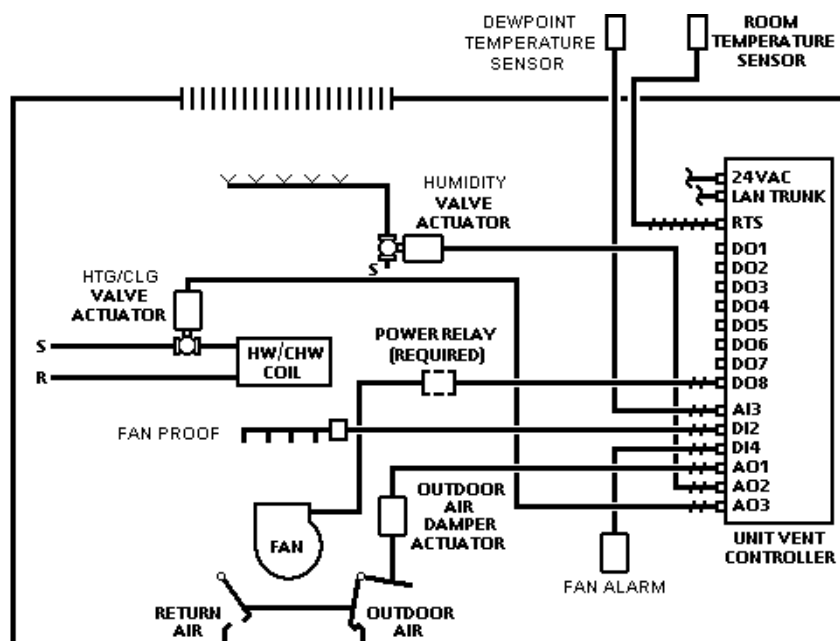 DEWPOINT
TEMPERATURE
SENSOR
ROOM
TEMPERATURE
SENSOR
24VAC
LAN TRUNK
RTS
DO1
DO2
DO3
DO4
DO5
DO6
DO7
DO8
AI3
DI2
DI4
AO1
AO2
AO3
UNIT VENT
CONTROLLER
HUMIDITY
VALVE
ACTUATOR
S
HTG/CLG
VALVE
ACTUATOR
S
R
HW/CHW
COIL
POWER RELAY
(REQUIRED)
FAN PROOF
FAN
OUTDOOR
AIR
DAMPER
ACTUATOR
FAN ALARM
RETURN
AIR
OUTDOOR
AIR